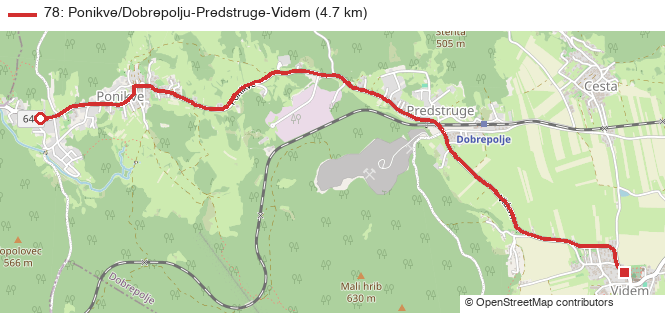 78: Ponikve/Dobrepolju-Predstruge-Videm (4.7 km)
Stenta
505 m
Cesta
Ponikve
Ponikve
64
Predstruge
Dobrepolje
opolovec
566 m
Dobrepolje
Mali hrib
630 m
Videm
© OpenStreetMap contributors